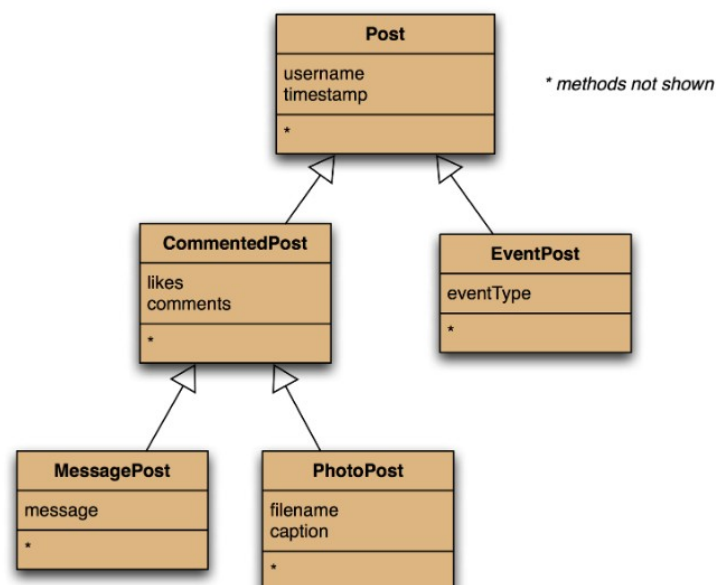 Post
username
timestamp
*
* methods not shown
CommentedPost
likes
comments
*
EventPost
eventType
*
MessagePost
message
*
PhotoPost
filename
caption
*